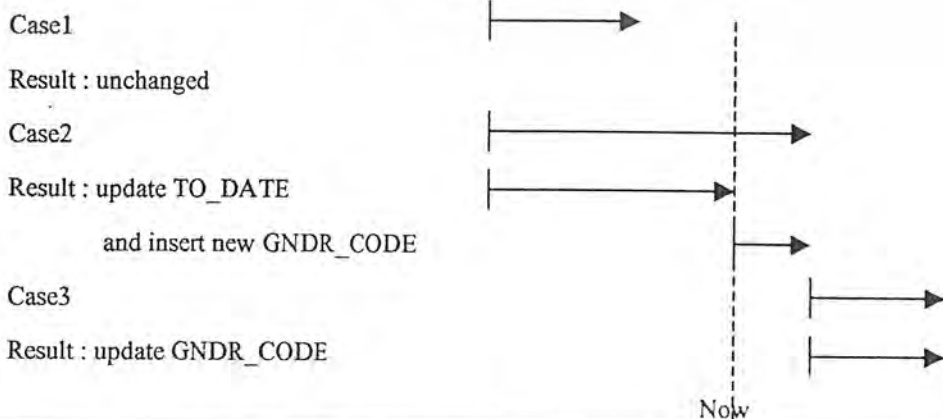 Case1
Result : unchanged
Case2
Result : update TO_DATE
and insert new GNDR_CODE
Case3
Result : update GNDR_CODE
Now